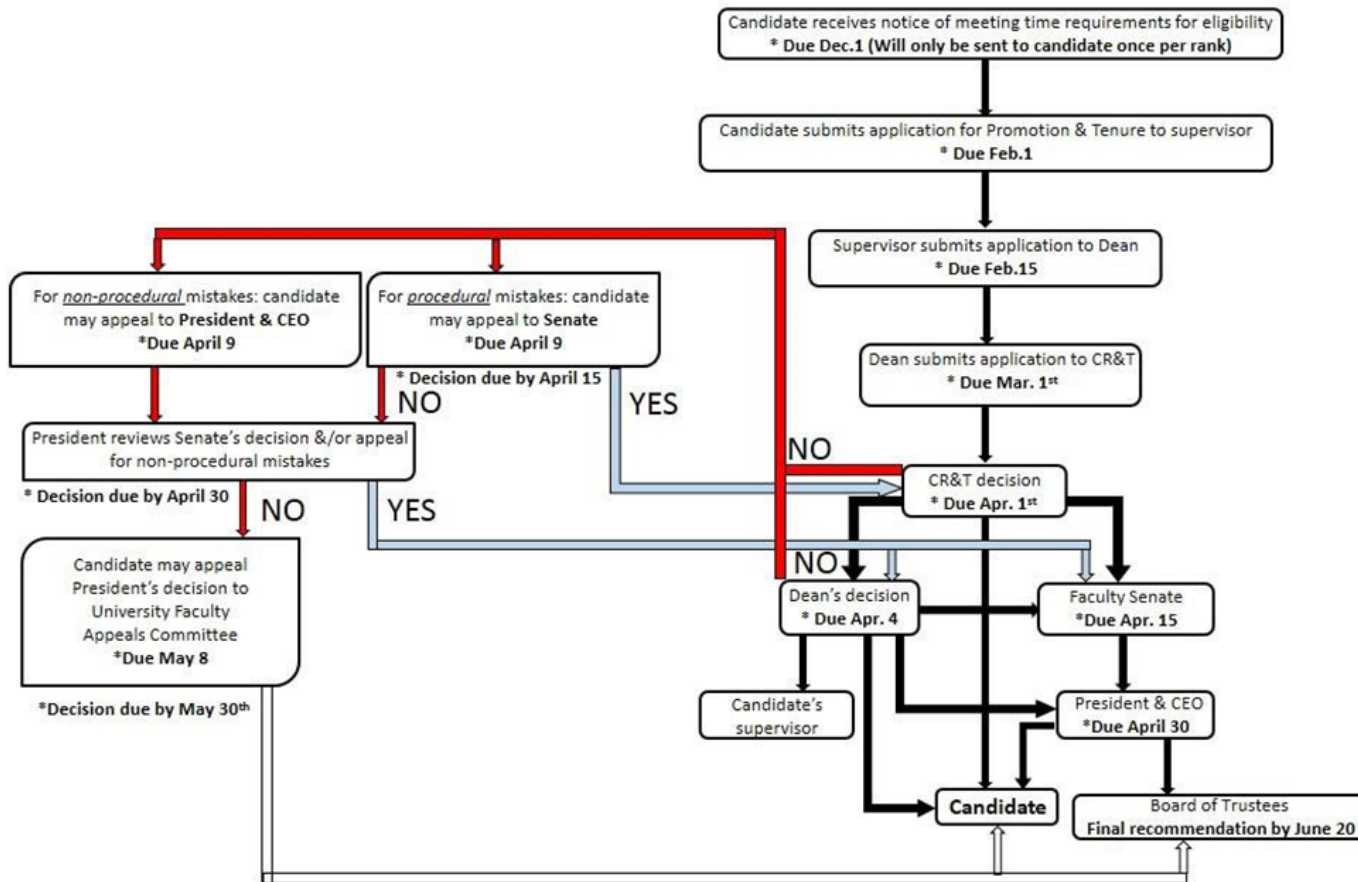 Candidate receives notice of meeting time requirements for eligibility
* Due Dec.1 (Will only be sent to candidate once per rank)
Candidate submits application for Promotion & Tenure to supervisor
* Due Feb.1
Supervisor submits application to Dean
* Due Feb.15
For non-procedural mistakes: candidate
may appeal to President & CEO
*Due April 9
For procedural mistakes: candidate
may appeal to Senate
*Due April 9
Dean submits application to CR&T
* Due Mar. 1st
* Decision due by April 15
NO
YES
President reviews Senate's decision &/or appeal
for non-procedural mistakes
* Decision due by April 30
NO
CR&T decision
* Due Apr. 1st
NO
YES
NO
Candidate may appeal
President's decision to
University Faculty
Appeals Committee
*Due May 8
*Decision due by May 30th
Dean's decision
* Due Apr. 4
Faculty Senate
*Due Apr. 15
Candidate's
supervisor
President & CEO
*Due April 30
Candidate
Board of Trustees
Final recommendation by June 20